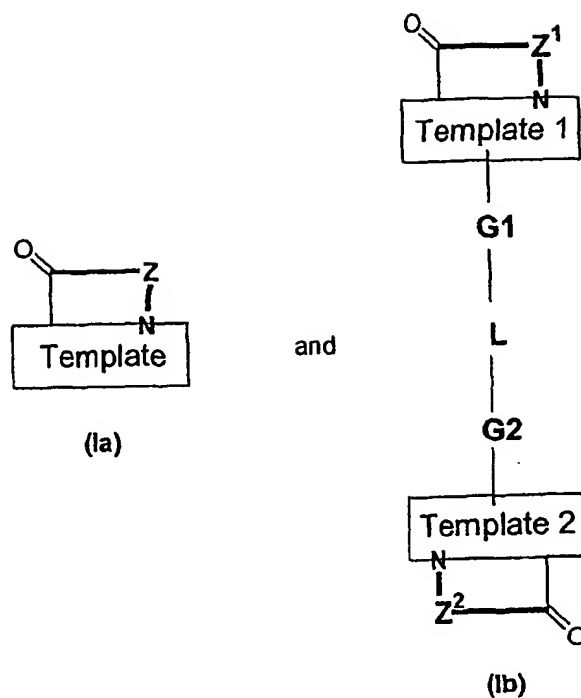 O
Z
N
Template
(Ia)
and
O
Z¹
N
Template 1
G1
L
G2
Template 2
N
Z²
O
(Ib)